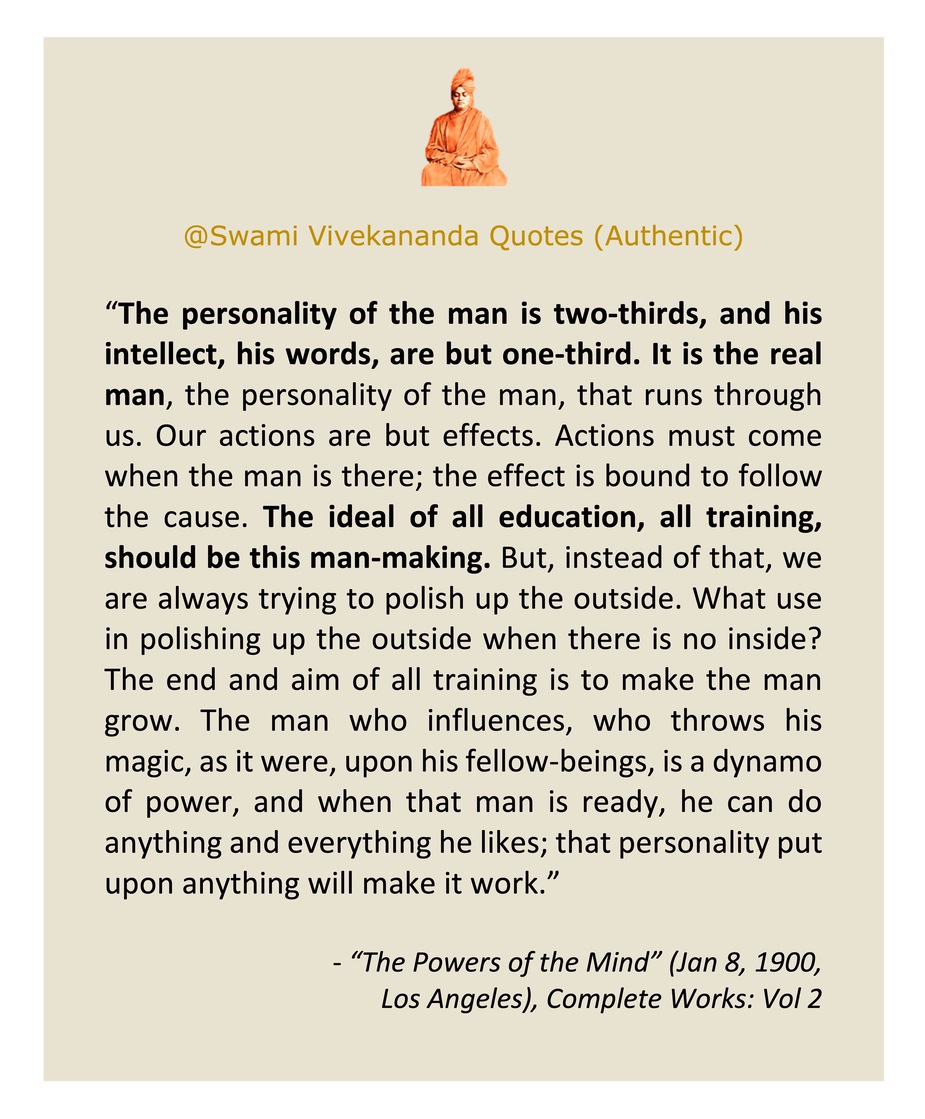 @Swami Vivekananda Quotes (Authentic)
“The personality of the man is two-thirds, and his
intellect, his words, are but one-third. It is the real
man, the personality of the man, that runs through
us. Our actions are but effects. Actions must come
when the man is there; the effect is bound to follow
the cause. The ideal of all education, all training,
should be this man-making. But, instead of that, we
are always trying to polish up the outside. What use
in polishing up the outside when there is no inside?
The end and aim of all training is to make the man
grow. The man who influences, who throws his
magic, as it were, upon his fellow-beings, is a dynamo
of power, and when that man is ready, he can do
anything and everything he likes; that personality put
upon anything will make it work.”
- “The Powers of the Mind” (Jan 8, 1900,
Los Angeles), Complete Works: Vol 2